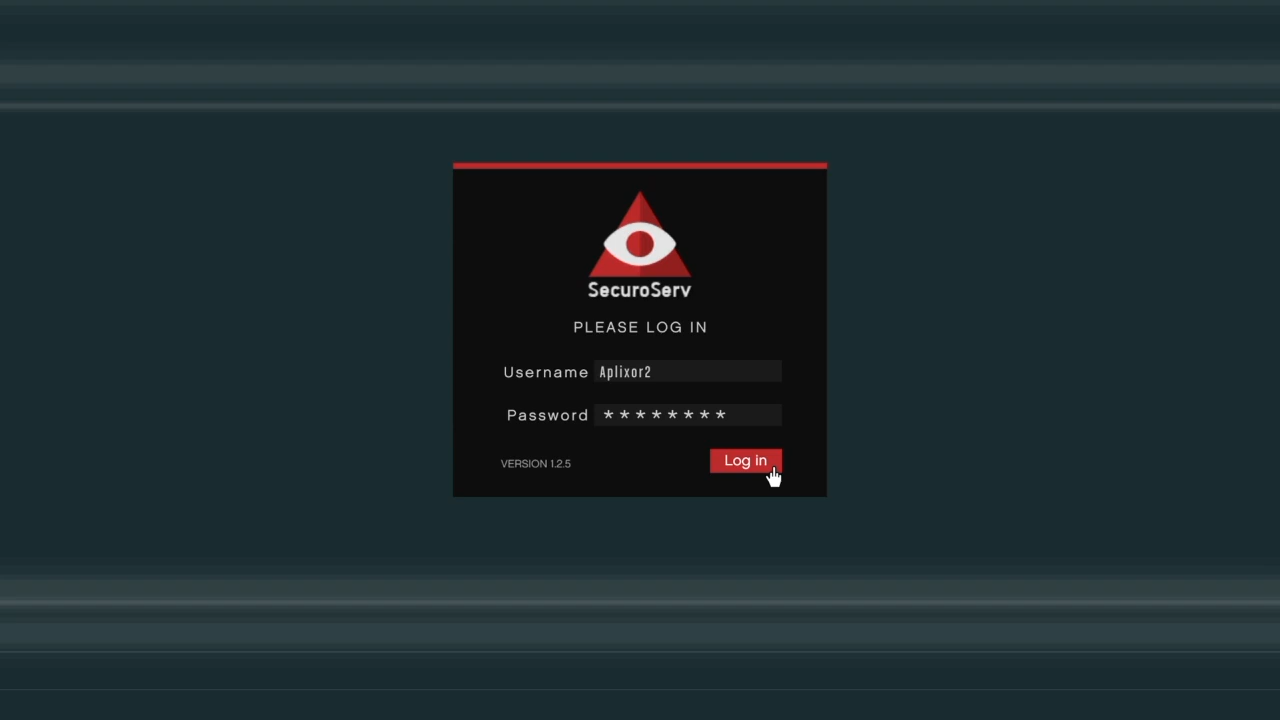 SecuroServ
PLEASE LOG IN
Username Aplixor2
Password ********
VERSION 1.2.5
Log in